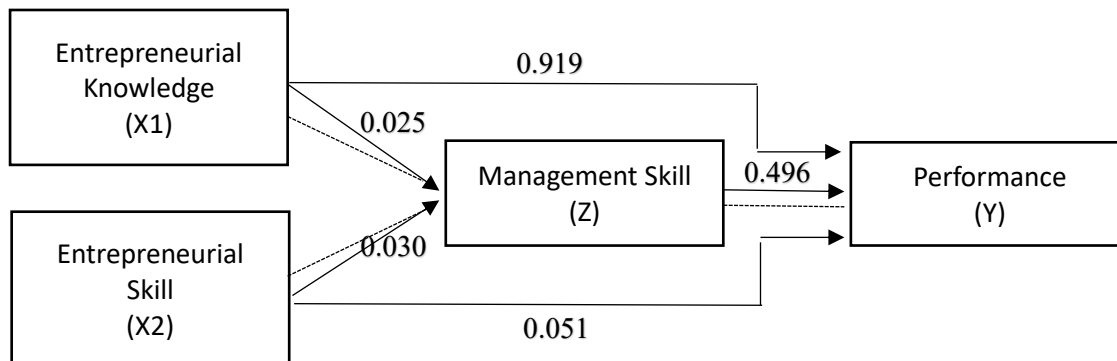 Entrepreneurial
Knowledge
(X1)
0.919
0.025
Management Skill
(Z)
0.496
Performance
(Y)
Entrepreneurial
Skill
(X2)
0.030
0.051